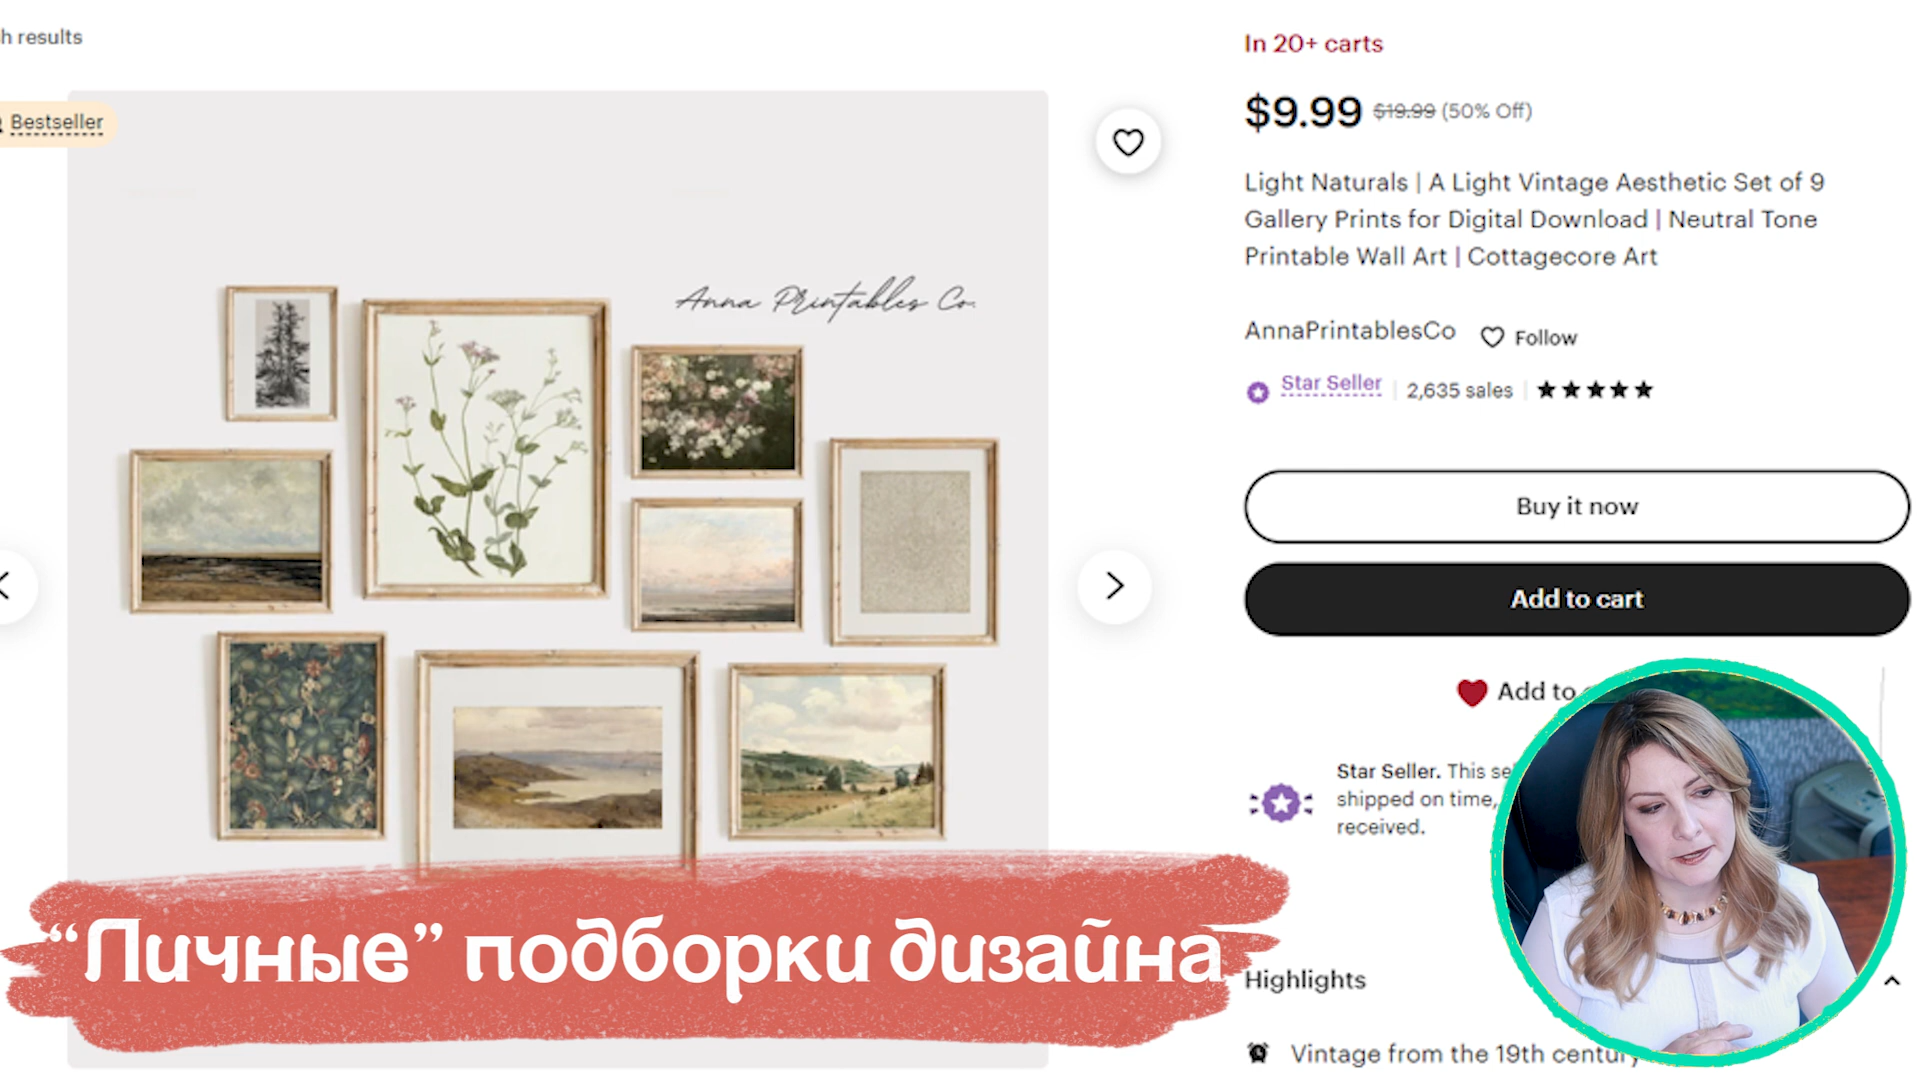 h results
Bestseller
Anna Printables Co.
In 20+ carts
$9.99 $19.99 (50% Off)
Light Naturals | A Light Vintage Aesthetic Set of 9
Gallery Prints for Digital Download | Neutral Tone
Printable Wall Art | Cottagecore Art
AnnaPrintablesCo Follow
Star Seller | 2,635 sales |
Buy it now
Add to cart
Add to
Star Seller. This se
shipped on time,
received.
“Личные” подборки дизайна
Highlights
Vintage from the 19th century